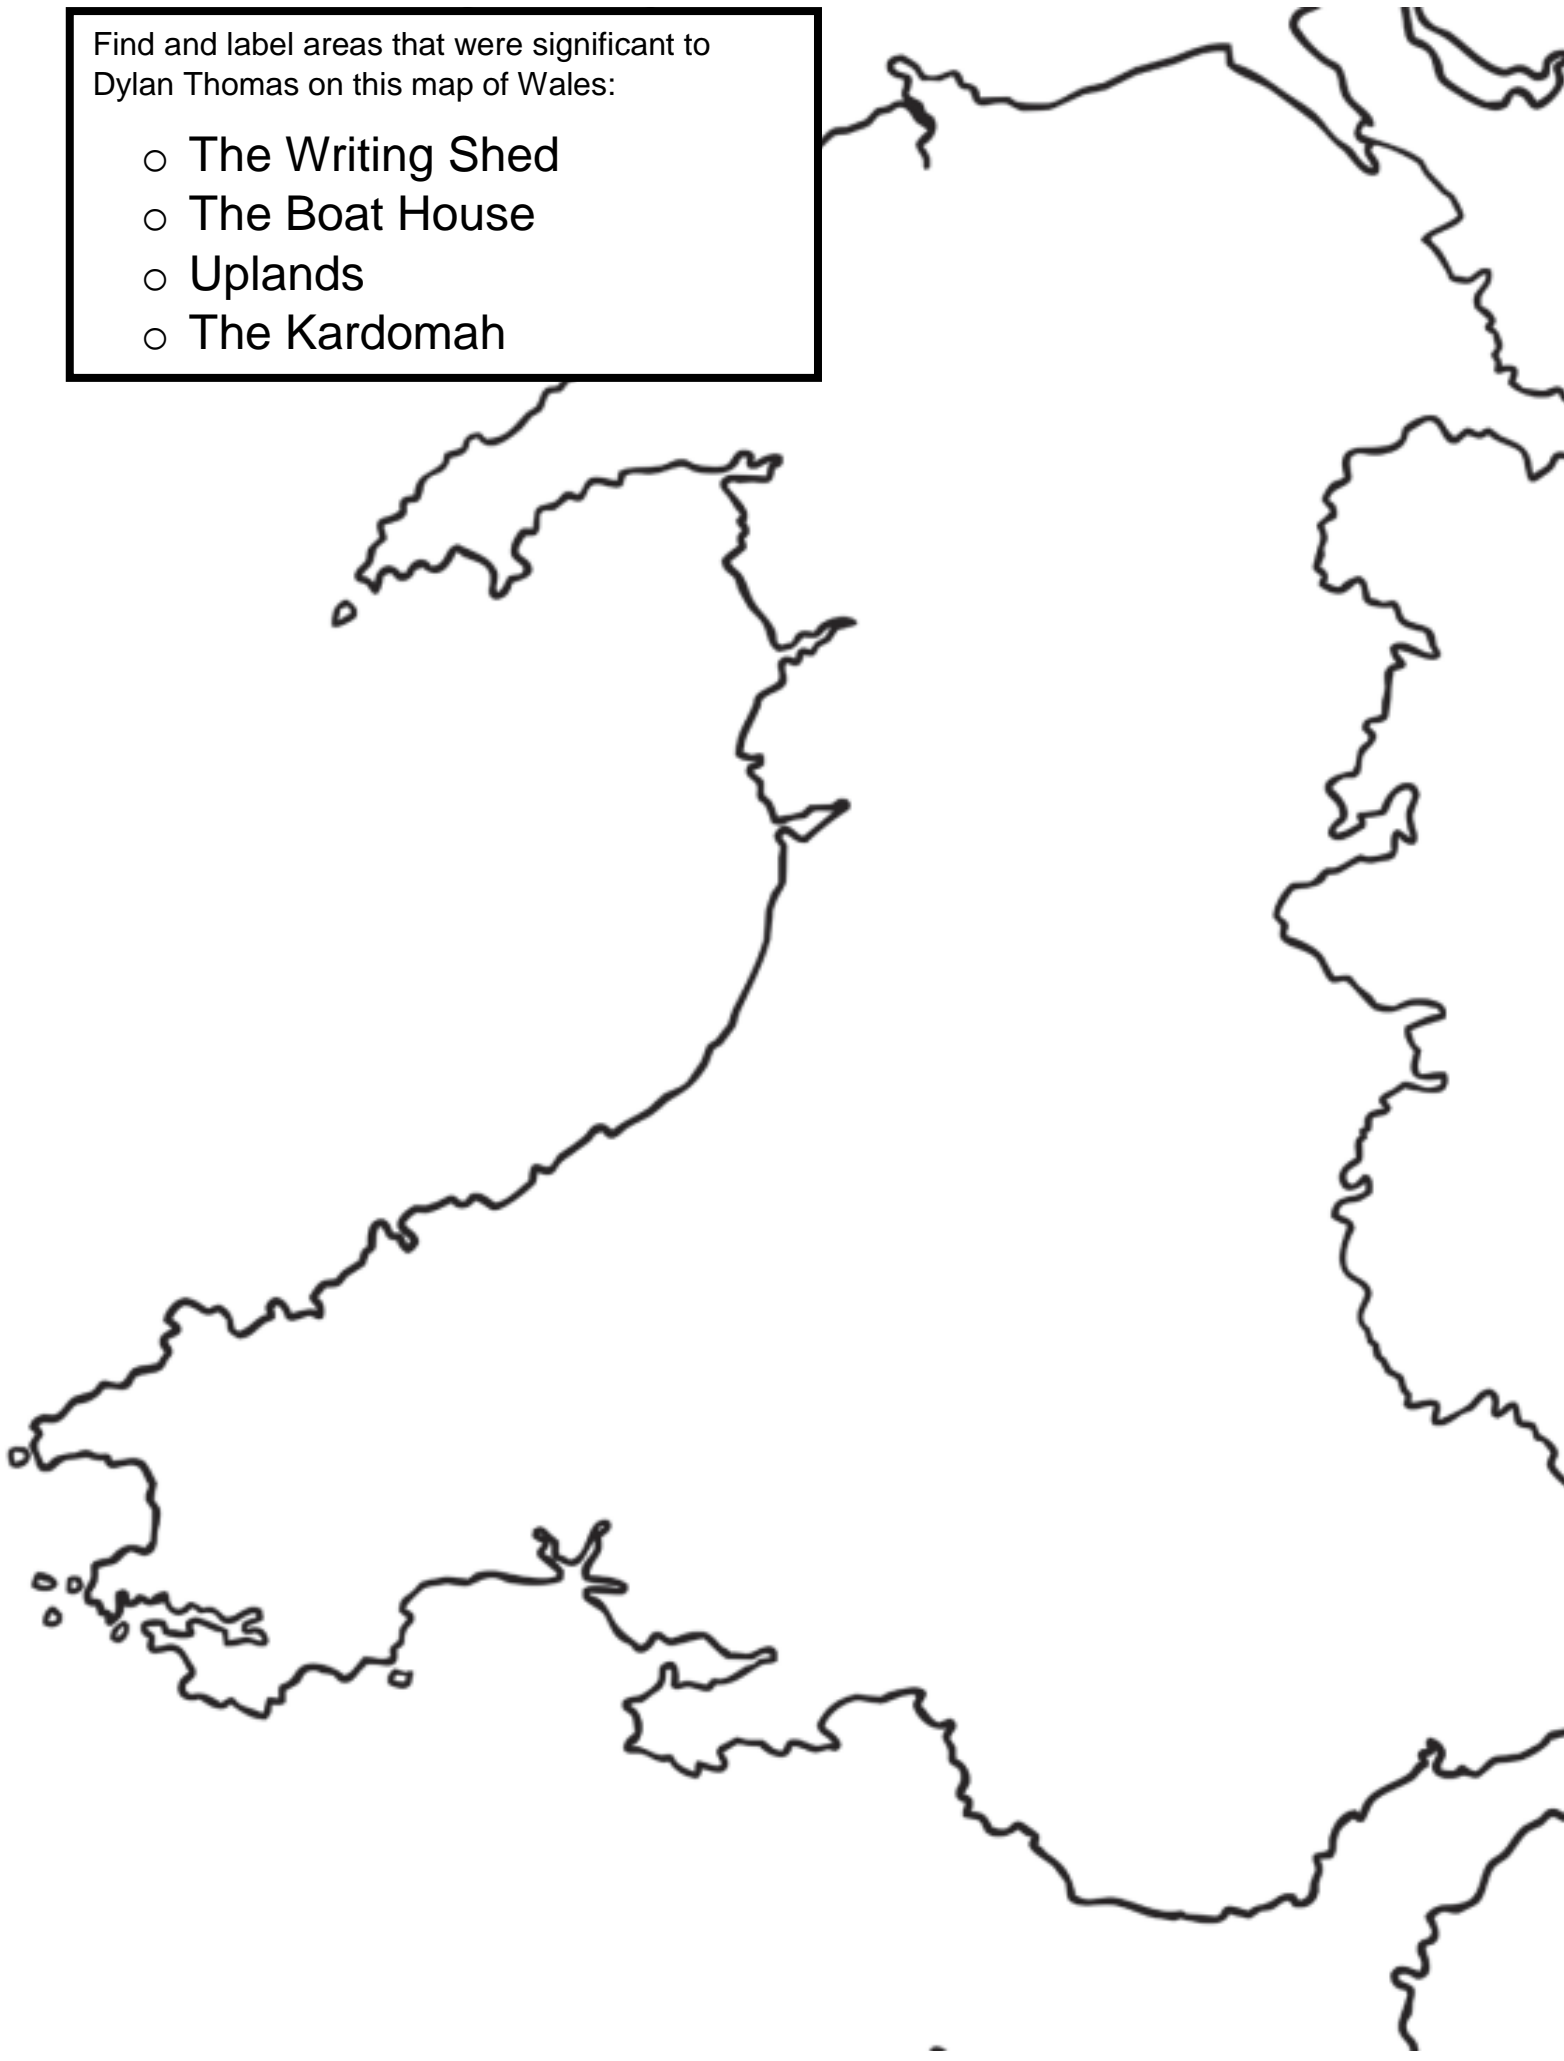 Find and label areas that were significant to
Dylan Thomas on this map of Wales:
○ The Writing Shed
○ The Boat House
○ Uplands
○ The Kardomah